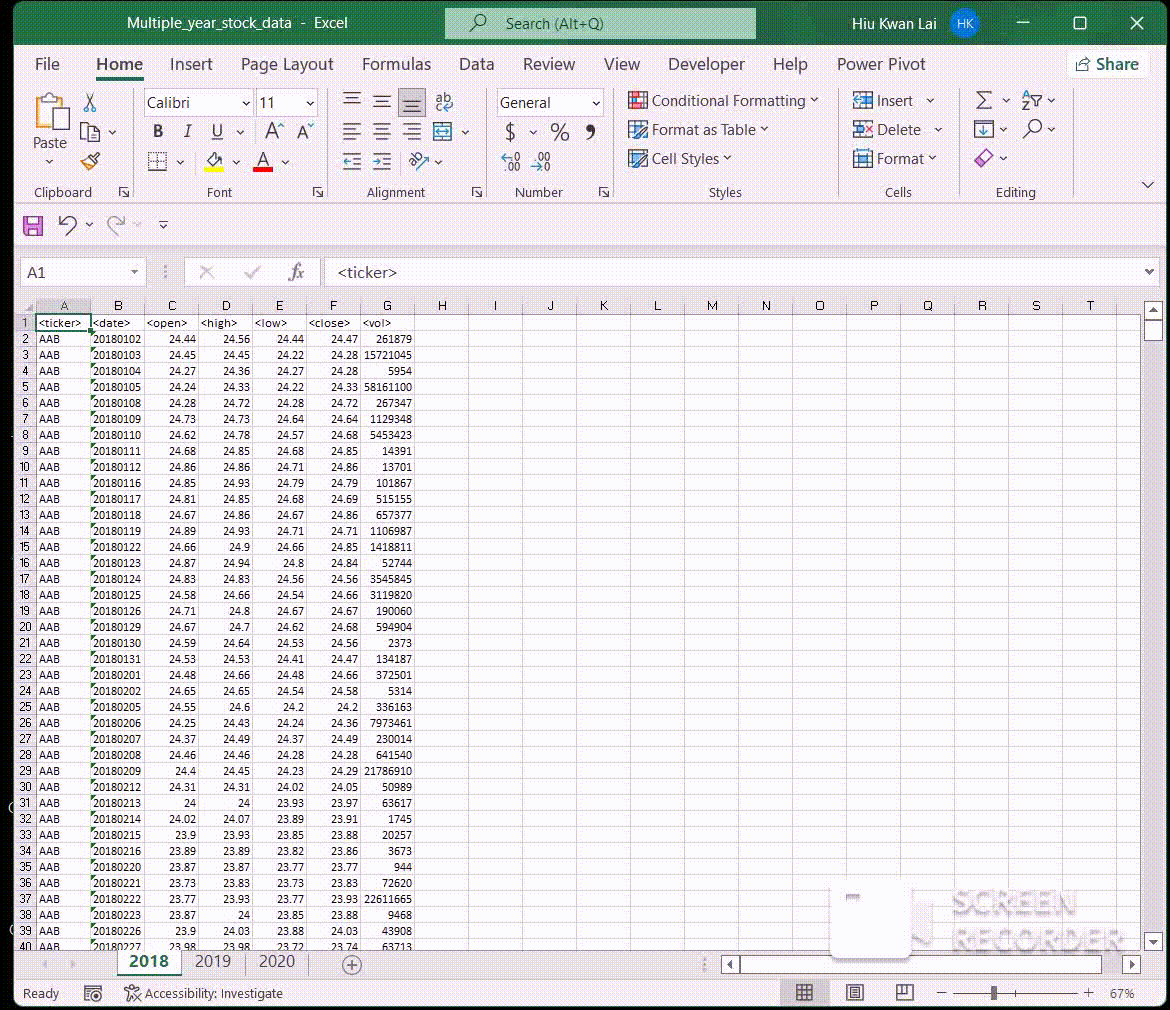 Multiple_year_stock_data - Excel
Search (Alt+Q)
Hiu Kwan Lai HK
File Home Insert Page Layout Formulas Data Review View Developer Help Power Pivot Share
Calibri 11 General Conditional Formatting Insert
Paste B I U Format as Table Delete
Cell Styles Format
Clipboard Font Alignment Number Styles Cells Editing
A1 fx <ticker>
A B C D E F G H I J K L M N O P Q R S T
1 <ticker> <date> <open> <high> <low> <close> <vol>
2 AAB 20180102 24.44 24.56 24.44 24.47 261879
3 AAB 20180103 24.45 24.45 24.22 24.28 15721045
4 AAB 20180104 24.27 24.36 24.27 24.28 5954
5 AAB 20180105 24.24 24.33 24.22 24.33 58161100
6 AAB 20180108 24.28 24.72 24.28 24.72 267347
7 AAB 20180109 24.73 24.73 24.64 24.64 1129348
8 AAB 20180110 24.62 24.78 24.57 24.68 5453423
9 AAB 20180111 24.68 24.85 24.68 24.85 14391
10 AAB 20180112 24.86 24.86 24.71 24.86 13701
11 AAB 20180116 24.85 24.93 24.79 24.79 101867
12 AAB 20180117 24.81 24.85 24.68 24.69 515155
13 AAB 20180118 24.67 24.86 24.67 24.86 657377
14 AAB 20180119 24.89 24.93 24.71 24.71 1106987
15 AAB 20180122 24.66 24.9 24.66 24.85 1418811
16 AAB 20180123 24.87 24.94 24.8 24.84 52744
17 AAB 20180124 24.83 24.83 24.56 24.56 3545845
18 AAB 20180125 24.58 24.66 24.54 24.66 3119820
19 AAB 20180126 24.71 24.8 24.67 24.67 190060
20 AAB 20180129 24.67 24.7 24.62 24.68 594904
21 AAB 20180130 24.59 24.64 24.53 24.56 2373
22 AAB 20180131 24.53 24.53 24.41 24.47 134187
23 AAB 20180201 24.48 24.66 24.48 24.66 372501
24 AAB 20180202 24.65 24.65 24.54 24.58 5314
25 AAB 20180205 24.55 24.6 24.2 24.2 336163
26 AAB 20180206 24.25 24.43 24.24 24.36 7973461
27 AAB 20180207 24.37 24.49 24.37 24.49 230014
28 AAB 20180208 24.46 24.46 24.28 24.28 641540
29 AAB 20180209 24.4 24.45 24.23 24.29 21786910
30 AAB 20180212 24.31 24.31 24.02 24.05 50989
31 AAB 20180213 24 24 23.93 23.97 63617
32 AAB 20180214 24.02 24.07 23.89 23.91 1745
33 AAB 20180215 23.9 23.93 23.85 23.88 20257
34 AAB 20180216 23.89 23.89 23.82 23.86 3673
35 AAB 20180220 23.87 23.87 23.77 23.77 944
36 AAB 20180221 23.73 23.83 23.73 23.83 72620
37 AAB 20180222 23.77 23.93 23.77 23.93 22611665
38 AAB 20180223 23.87 24 23.85 23.88 9468
39 AAB 20180226 23.9 24.03 23.88 24.03 43908
40 AAB 20180227 23.98 23.98 23.72 23.74 63713
SCREEN
RECORDER
2018 2019 2020
Ready Accessibility: Investigate 67%